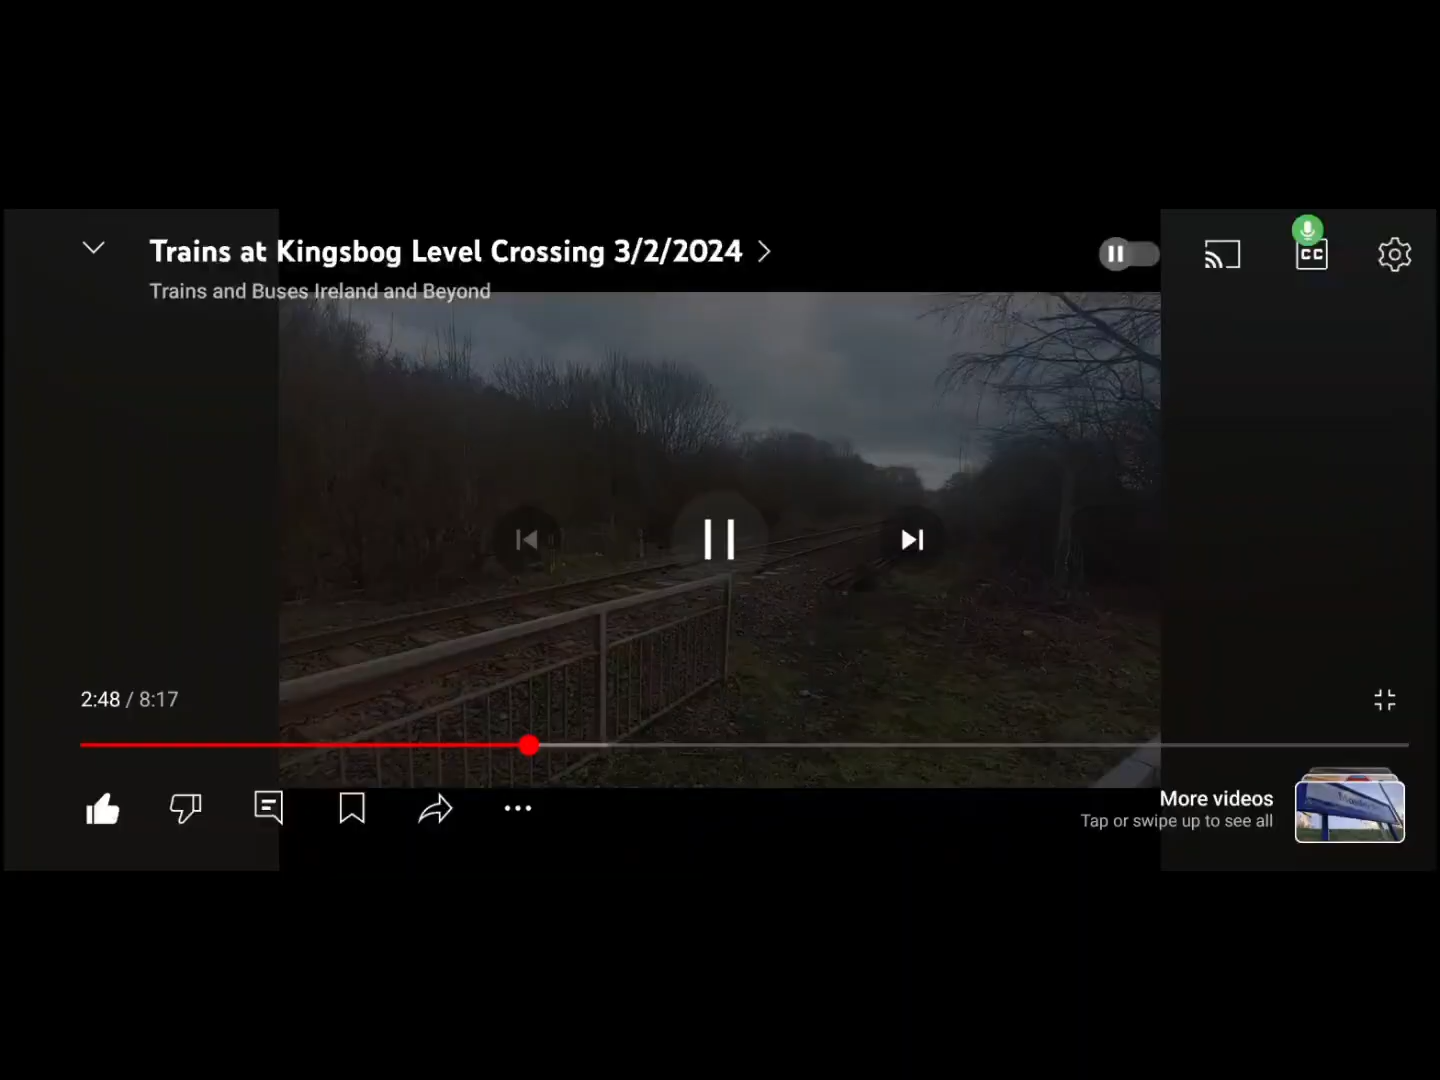 Trains at Kingsbog Level Crossing 3/2/2024
Trains and Buses Ireland and Beyond
CC
2:48 / 8:17
More videos
Tap or swipe up to see all